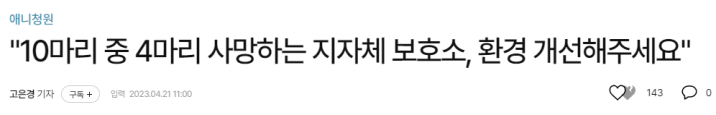 애니청원
"10마리 중 4마리 사망하는 지자체 보호소, 환경 개선해주세요"
고은경 기자 구독 + 입력 2023.04.21 11:00 143 0